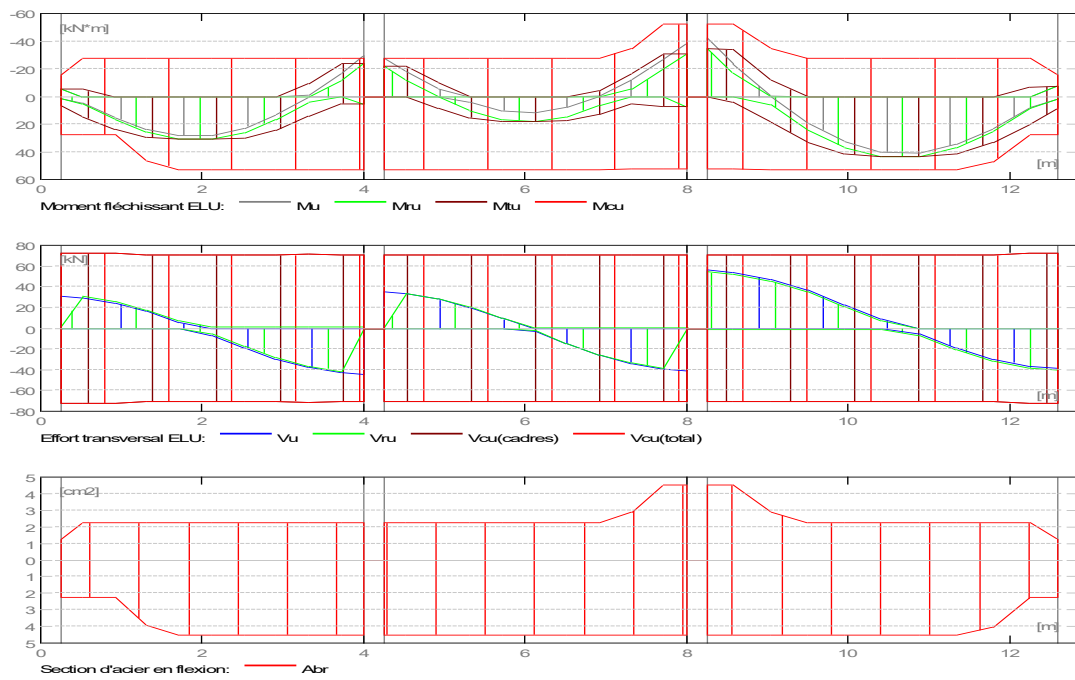 -60
[kN*m]
-40
-20
0
20
40
[m]
60
0 2 4 6 8 10 12
Moment fléchissant ELU: Mu Mru Mtu Mcu
80
[kN]
60
40
20
0
-20
-40
-60
[m]
-80
0 2 4 6 8 10 12
Effort transversal ELU: Vu Vru Vcu(cadres) Vcu(total)
5
[cm2]
4
3
2
1
0
1
2
3
4
[m]
5
0 2 4 6 8 10 12
Section d'acier en flexion: Abr